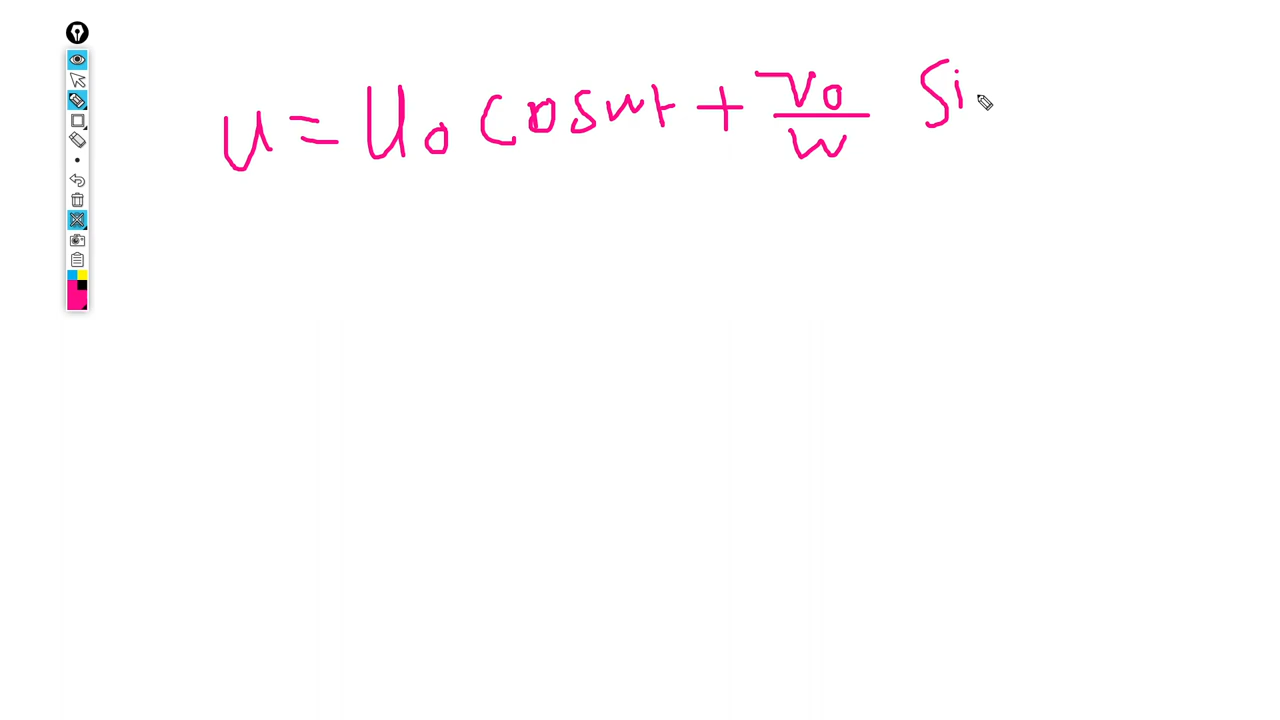 u = u₀ cos wt + v₀/w Si